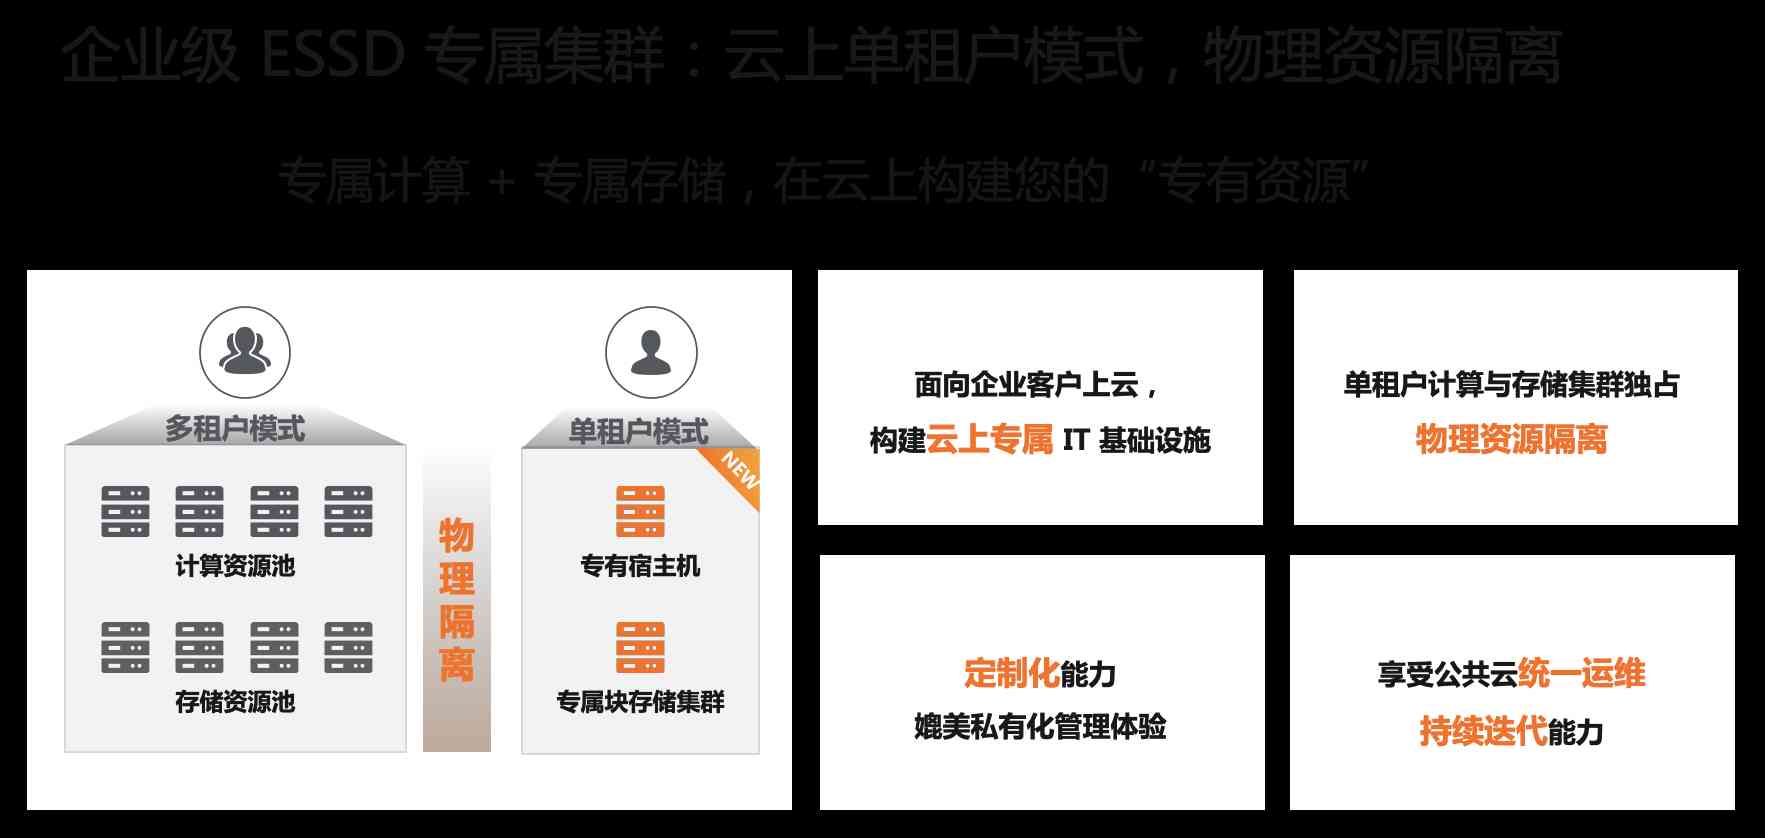 企业级 ESSD 专属集群：云上单租户模式，物理资源隔离
专属计算 + 专属存储，在云上构建您的“专有资源”
多租户模式
计算资源池
存储资源池
物理隔离
单租户模式
NEW
专有宿主机
专属块存储集群
面向企业客户上云，
构建云上专属 IT 基础设施
单租户计算与存储集群独占
物理资源隔离
定制化能力
媲美私有化管理体验
享受公共云统一运维
持续迭代能力